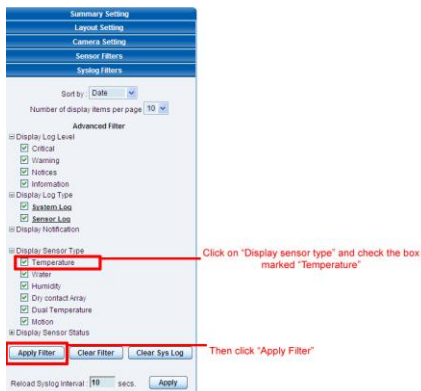 Summary Setting
Layout Setting
Camera Setting
Sensor Filters
Syslog Filters
Sort by : Date
Number of display items per page 10
Advanced Filter
Display Log Level
Critical
Warning
Notices
Information
Display Log Type
System Log
Sensor Log
Display Notification
Display Sensor Type
Temperature
Water
Humidity
Dry contact Array
Dual Temperature
Motion
Display Sensor Status
Click on "Display sensor type" and check the box
marked "Temperature"
Apply Filter Clear Filter Clear Sys Log
Then click "Apply Filter"
Reload Syslog Interval : 10 secs. Apply